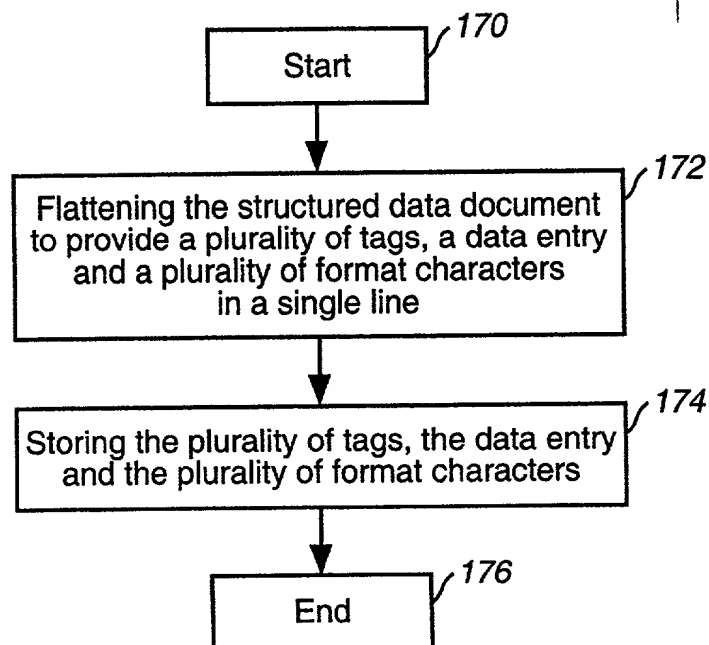 170
Start
172
Flattening the structured data document
to provide a plurality of tags, a data entry
and a plurality of format characters
in a single line
174
Storing the plurality of tags, the data entry
and the plurality of format characters
176
End